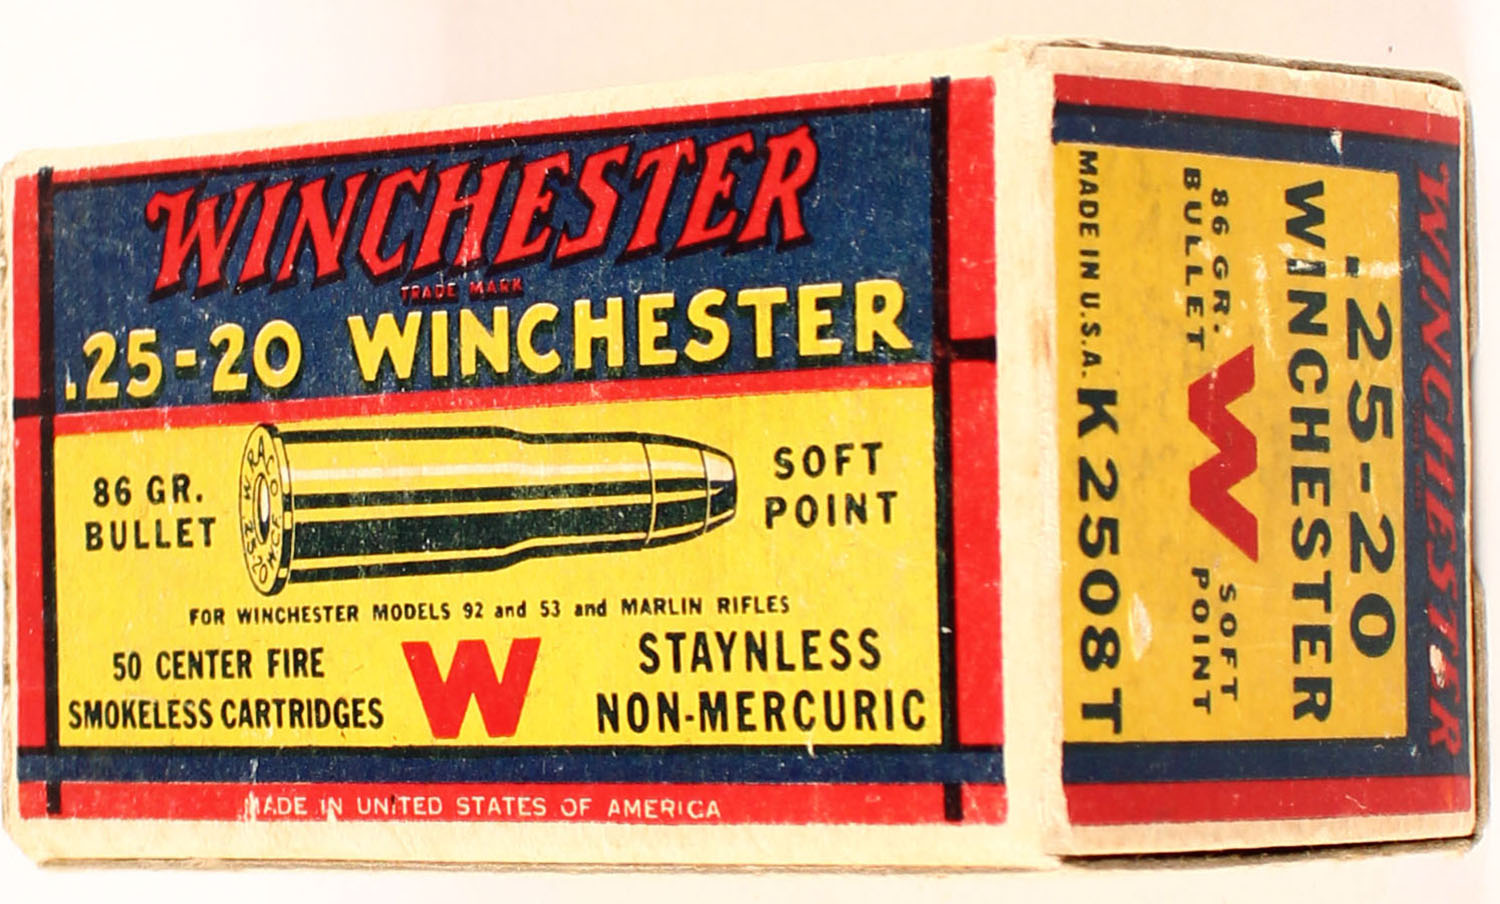 WINCHESTER
TRADE MARK
.25-20 WINCHESTER
86 GR.
BULLET
W.RA CO.
.25-20 W.C.F.
SOFT
POINT
FOR WINCHESTER MODELS 92 and 53 and MARLIN RIFLES
50 CENTER FIRE
SMOKELESS CARTRIDGES
W
STAYNLESS
NON-MERCURIC
MADE IN UNITED STATES OF AMERICA
WINCHESTER
.25-20
WINCHESTER
86 GR.
BULLET
W
SOFT
POINT
MADE IN U.S.A. K2508T